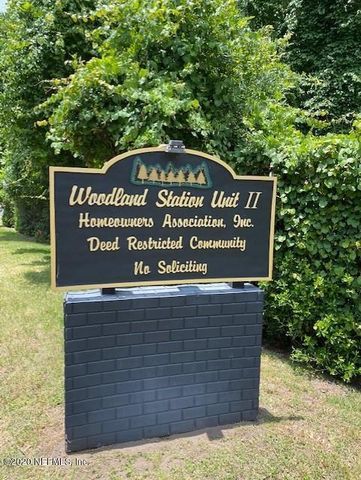 Woodland Station Unit II
Homeowners Association, Inc.
Deed Restricted Community
No Soliciting
©2020 NEFMLS, Inc